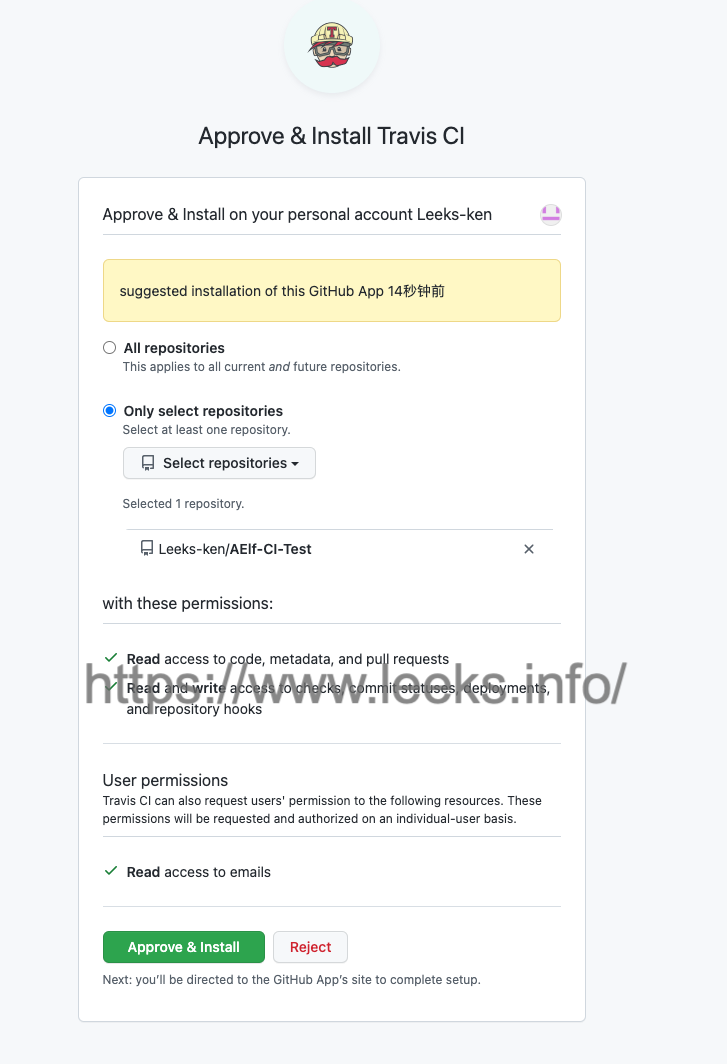 T
Approve & Install Travis CI
Approve & Install on your personal account Leeks-ken
suggested installation of this GitHub App 14秒钟前
All repositories
This applies to all current and future repositories.
Only select repositories
Select at least one repository.
Select repositories
Selected 1 repository.
Leeks-ken/AElf-CI-Test
with these permissions:
Read access to code, metadata, and pull requests
https://www.leeks.info/
Read and write access to checks, commit statuses, deployments,
and repository hooks
User permissions
Travis CI can also request users' permission to the following resources. These
permissions will be requested and authorized on an individual-user basis.
Read access to emails
Approve & Install Reject
Next: you’ll be directed to the GitHub App’s site to complete setup.